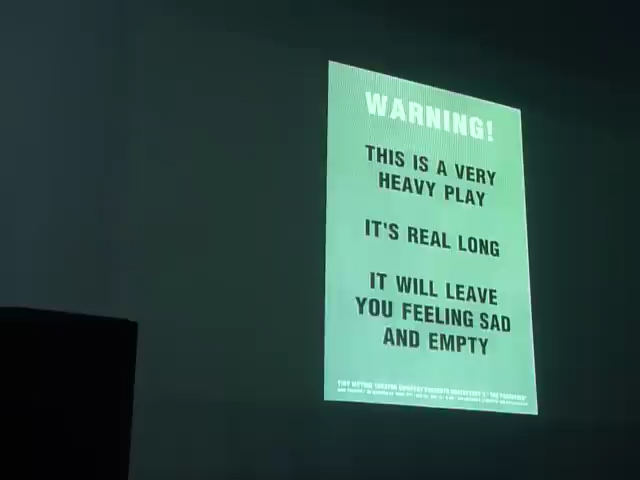 WARNING!
THIS IS A VERY
HEAVY PLAY
IT'S REAL LONG
IT WILL LEAVE
YOU FEELING SAD
AND EMPTY